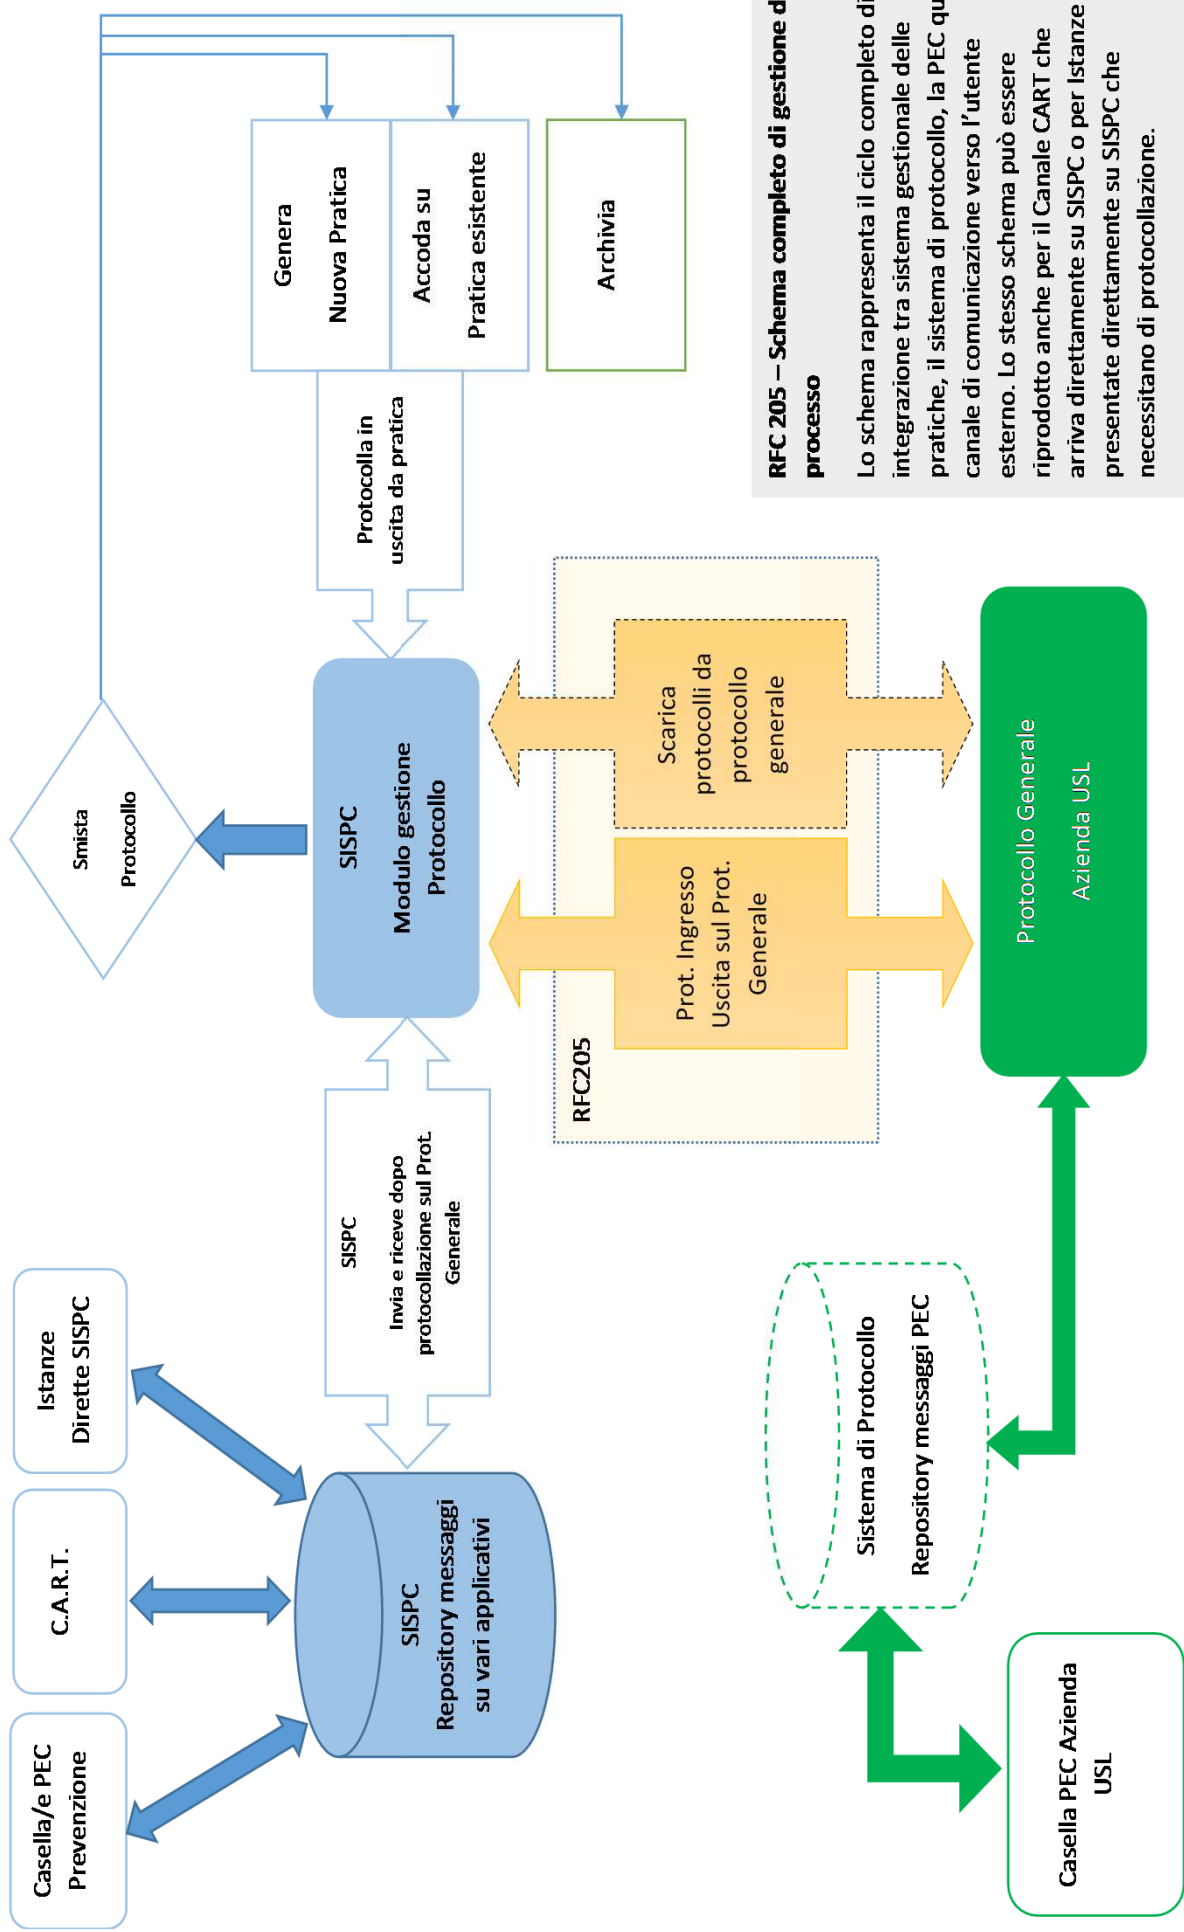 Casella/e PEC
Prevenzione
C.A.R.T.
Istanze
Dirette SISPC
Smista
Protocollo
SISPC
Repository messaggi
su vari applicativi
SISPC
Invia e riceve dopo
protocollazione sul Prot.
Generale
SISPC
Modulo gestione
Protocollo
Protocolla in
uscita da pratica
Genera
Nuova Pratica
Accoda su
Pratica esistente
Archivia
RFC205
Prot. Ingresso
Uscita sul Prot.
Generale
Scarica
protocolli da
protocollo
generale
Sistema di Protocollo
Repository messaggi PEC
Casella PEC Azienda
USL
Protocollo Generale
Azienda USL
RFC 205 – Schema completo di gestione d
processo
Lo schema rappresenta il ciclo completo di
integrazione tra sistema gestionale delle
pratiche, il sistema di protocollo, la PEC qu
canale di comunicazione verso l'utente
esterno. Lo stesso schema può essere
riprodotto anche per il Canale CART che
arriva direttamente su SISPC o per Istanze
presentate direttamente su SISPC che
necessitano di protocollazione.